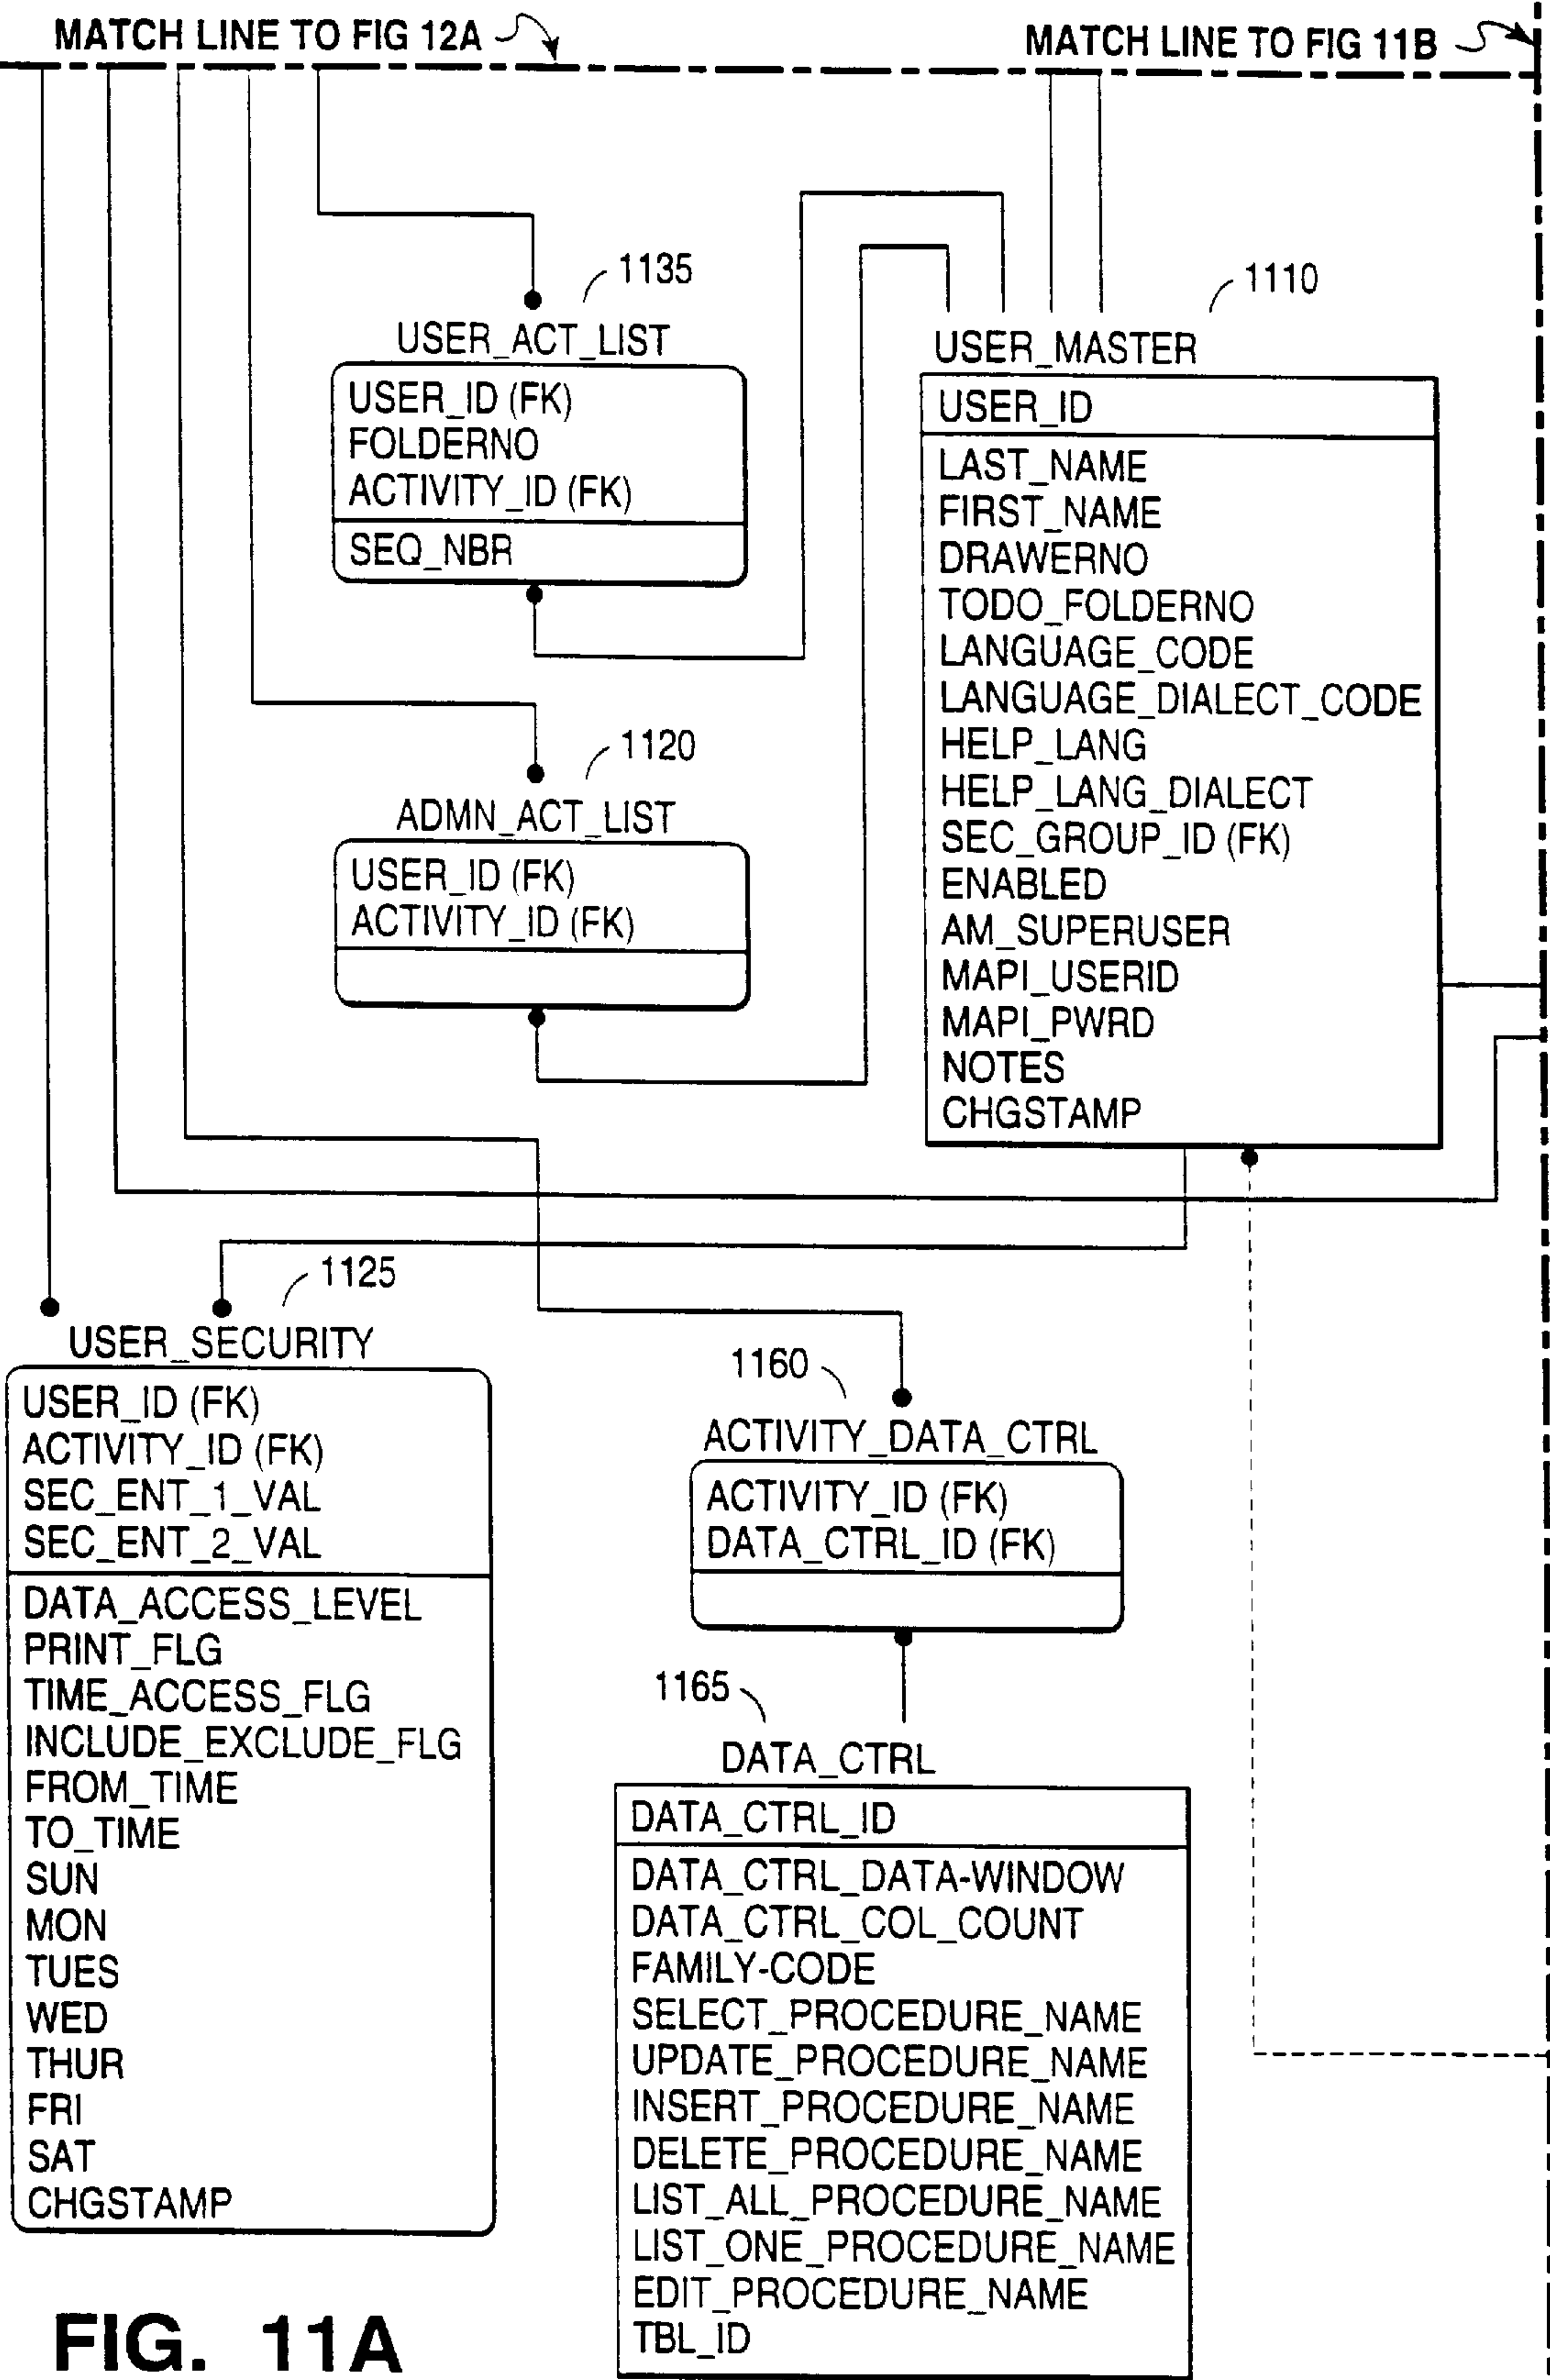 MATCH LINE TO FIG 12A
MATCH LINE TO FIG 11B
1135
USER_ACT_LIST
USER_ID (FK)
FOLDERNO
ACTIVITY_ID (FK)
SEQ_NBR
1110
USER_MASTER
USER_ID
LAST_NAME
FIRST_NAME
DRAWERNO
TODO_FOLDERNO
LANGUAGE_CODE
LANGUAGE_DIALECT_CODE
HELP_LANG
HELP_LANG_DIALECT
SEC_GROUP_ID (FK)
ENABLED
AM_SUPERUSER
MAPI_USERID
MAPI_PWRD
NOTES
CHGSTAMP
1120
ADMN_ACT_LIST
USER_ID (FK)
ACTIVITY_ID (FK)
1125
USER_SECURITY
USER_ID (FK)
ACTIVITY_ID (FK)
SEC_ENT_1_VAL
SEC_ENT_2_VAL
DATA_ACCESS_LEVEL
PRINT_FLG
TIME_ACCESS_FLG
INCLUDE_EXCLUDE_FLG
FROM_TIME
TO_TIME
SUN
MON
TUES
WED
THUR
FRI
SAT
CHGSTAMP
1160
ACTIVITY_DATA_CTRL
ACTIVITY_ID (FK)
DATA_CTRL_ID (FK)
1165
DATA_CTRL
DATA_CTRL_ID
DATA_CTRL_DATA-WINDOW
DATA_CTRL_COL_COUNT
FAMILY-CODE
SELECT_PROCEDURE_NAME
UPDATE_PROCEDURE_NAME
INSERT_PROCEDURE_NAME
DELETE_PROCEDURE_NAME
LIST_ALL_PROCEDURE_NAME
LIST_ONE_PROCEDURE_NAME
EDIT_PROCEDURE_NAME
TBL_ID
FIG. 11A